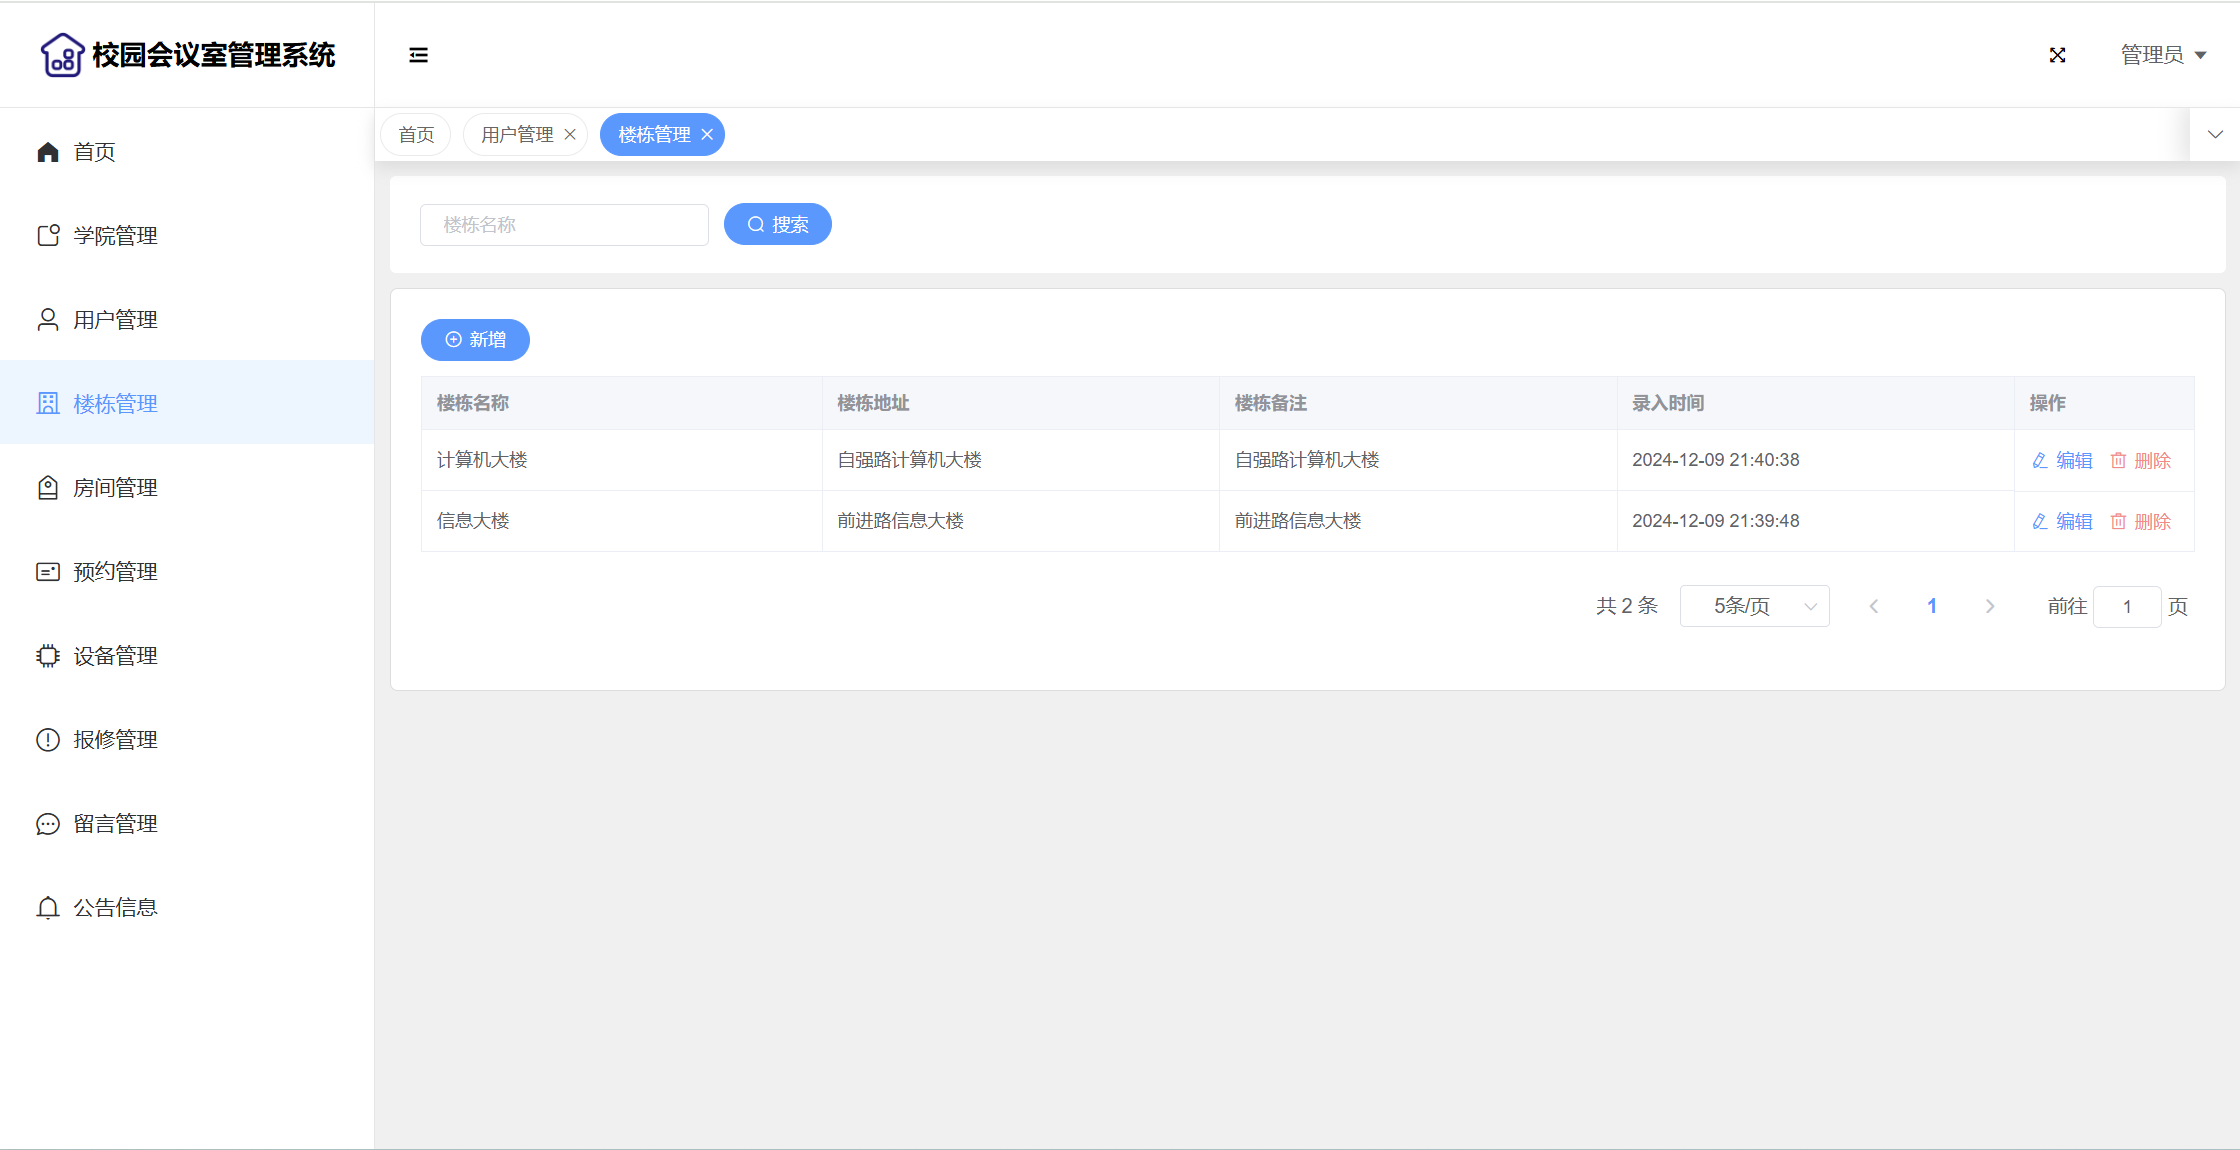 校园会议室管理系统
管理员
首页
学院管理
用户管理
楼栋管理
房间管理
预约管理
设备管理
报修管理
留言管理
公告信息
首页 用户管理 楼栋管理
楼栋名称 搜索
新增
楼栋名称 楼栋地址 楼栋备注 录入时间 操作
计算机大楼 自强路计算机大楼 自强路计算机大楼 2024-12-09 21:40:38 编辑 删除
信息大楼 前进路信息大楼 前进路信息大楼 2024-12-09 21:39:48 编辑 删除
共 2 条 5条/页 1 前往 1 页